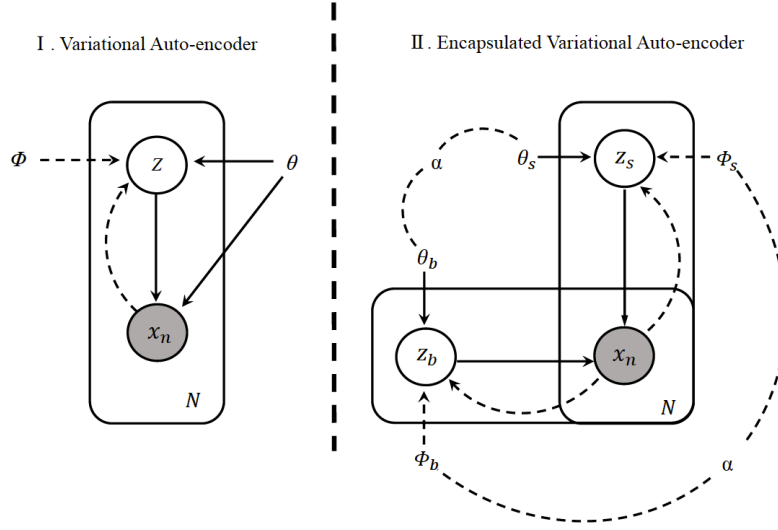 Ⅰ . Variational Auto-encoder
Φ
z
θ
x_n
N
Ⅱ . Encapsulated Variational Auto-encoder
α
θ_s
z_s
Φ_s
θ_b
z_b
x_n
N
Φ_b
α